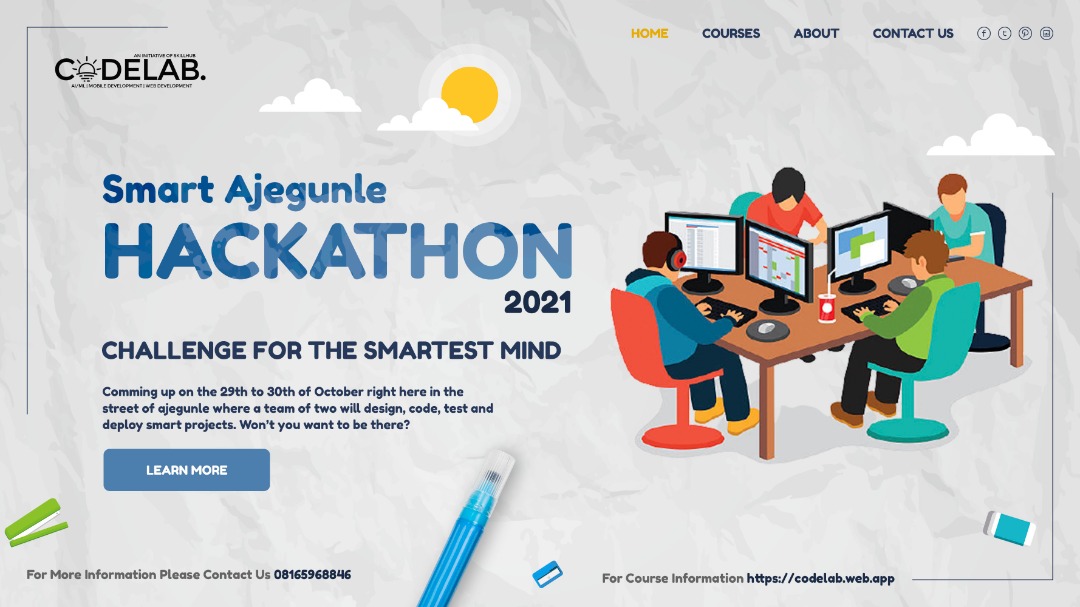 HOME COURSES ABOUT CONTACT US
AN INITIATIVE OF SKILLHUB
CODELAB.
AI/ML | MOBILE DEVELOPMENT | WEB DEVELOPMENT
Smart Ajegunle
HACKATHON
2021
CHALLENGE FOR THE SMARTEST MIND
Comming up on the 29th to 30th of October right here in the
street of ajegunle where a team of two will design, code, test and
deploy smart projects. Won't you want to be there?
LEARN MORE
For More Information Please Contact Us 08165968846
For Course Information https://codelab.web.app